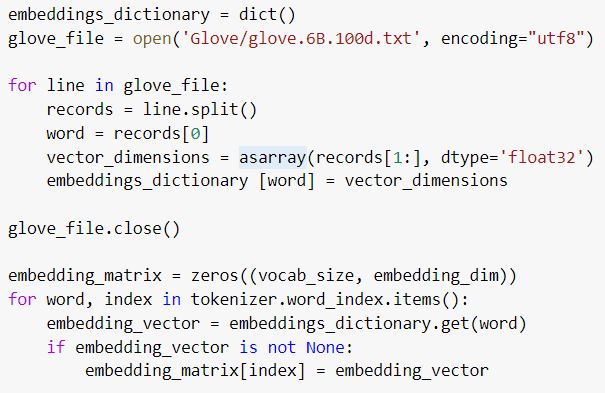 embeddings_dictionary = dict()
glove_file = open('Glove/glove.6B.100d.txt', encoding="utf8")

for line in glove_file:
    records = line.split()
    word = records[0]
    vector_dimensions = asarray(records[1:], dtype='float32')
    embeddings_dictionary [word] = vector_dimensions

glove_file.close()

embedding_matrix = zeros((vocab_size, embedding_dim))
for word, index in tokenizer.word_index.items():
    embedding_vector = embeddings_dictionary.get(word)
    if embedding_vector is not None:
        embedding_matrix[index] = embedding_vector